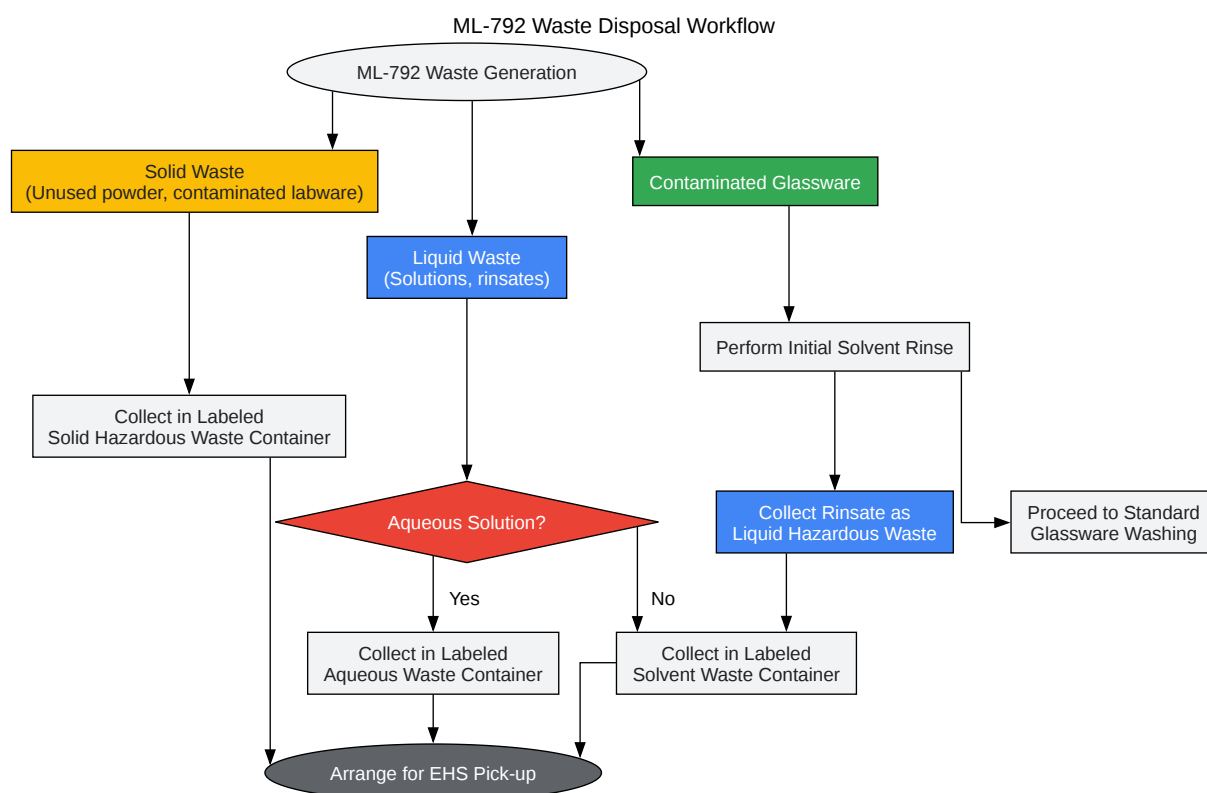 ML-792 Waste Disposal Workflow
ML-792 Waste Generation
Solid Waste
(Unused powder, contaminated labware)
Contaminated Glassware
Liquid Waste
(Solutions, rinsates)
Perform Initial Solvent Rinse
Collect in Labeled
Solid Hazardous Waste Container
Aqueous Solution?
Collect Rinsate as
Liquid Hazardous Waste
Proceed to Standard
Glassware Washing
Yes
No
Collect in Labeled
Aqueous Waste Container
Collect in Labeled
Solvent Waste Container
Arrange for EHS Pick-up